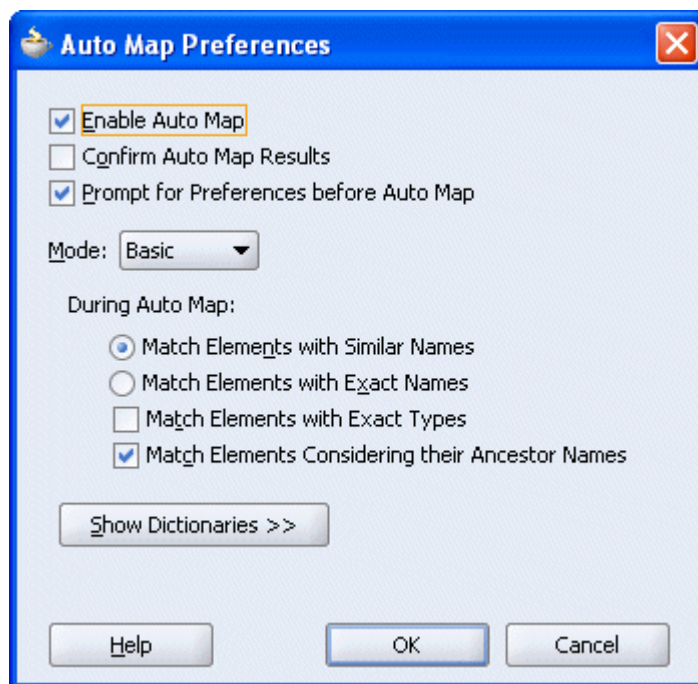 Auto Map Preferences
Enable Auto Map
Confirm Auto Map Results
Prompt for Preferences before Auto Map
Mode: Basic
During Auto Map:
Match Elements with Similar Names
Match Elements with Exact Names
Match Elements with Exact Types
Match Elements Considering their Ancestor Names
Show Dictionaries >>
Help OK Cancel